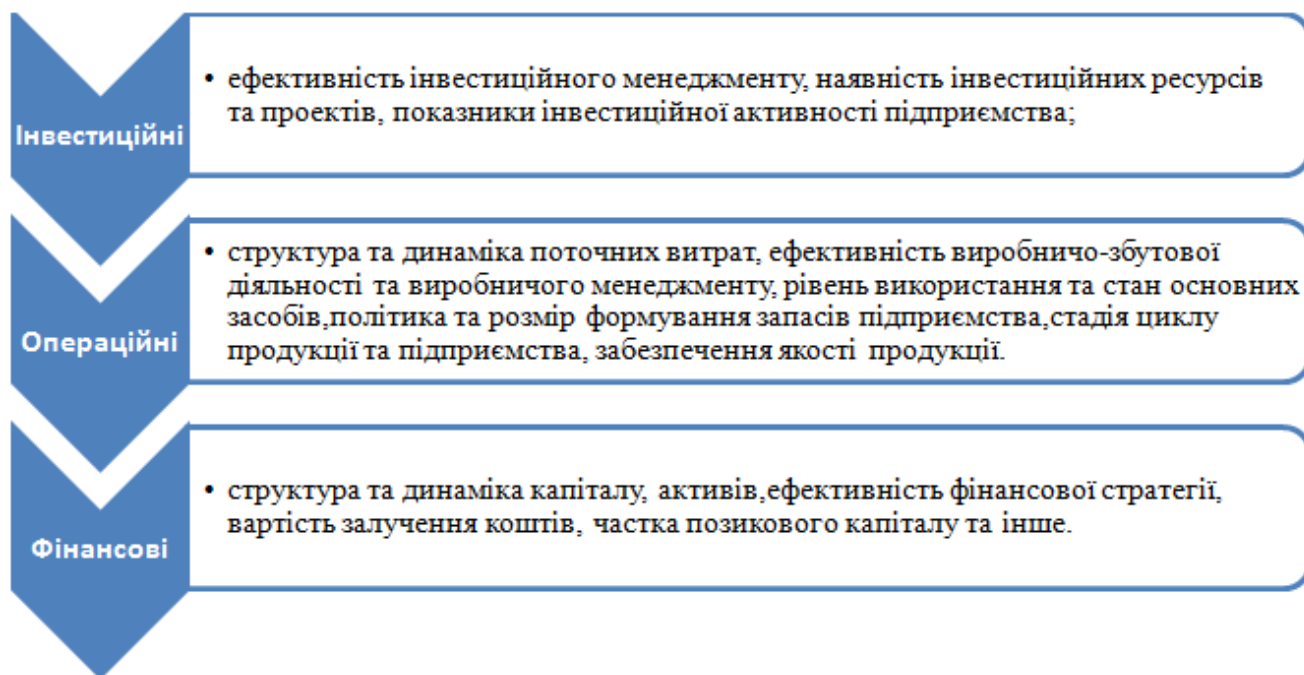 Інвестиційні
• ефективність інвестиційного менеджменту, наявність інвестиційних ресурсів
та проектів, показники інвестиційної активності підприємства;
Операційні
• структура та динаміка поточних витрат, ефективність виробничо-збутової
діяльності та виробничого менеджменту, рівень використання та стан основних
засобів,політика та розмір формування запасів підприємства,стадія циклу
продукції та підприємства, забезпечення якості продукції.
Фінансові
• структура та динаміка капіталу, активів,ефективність фінансової стратегії,
вартість залучення коштів, частка позикового капіталу та інше.